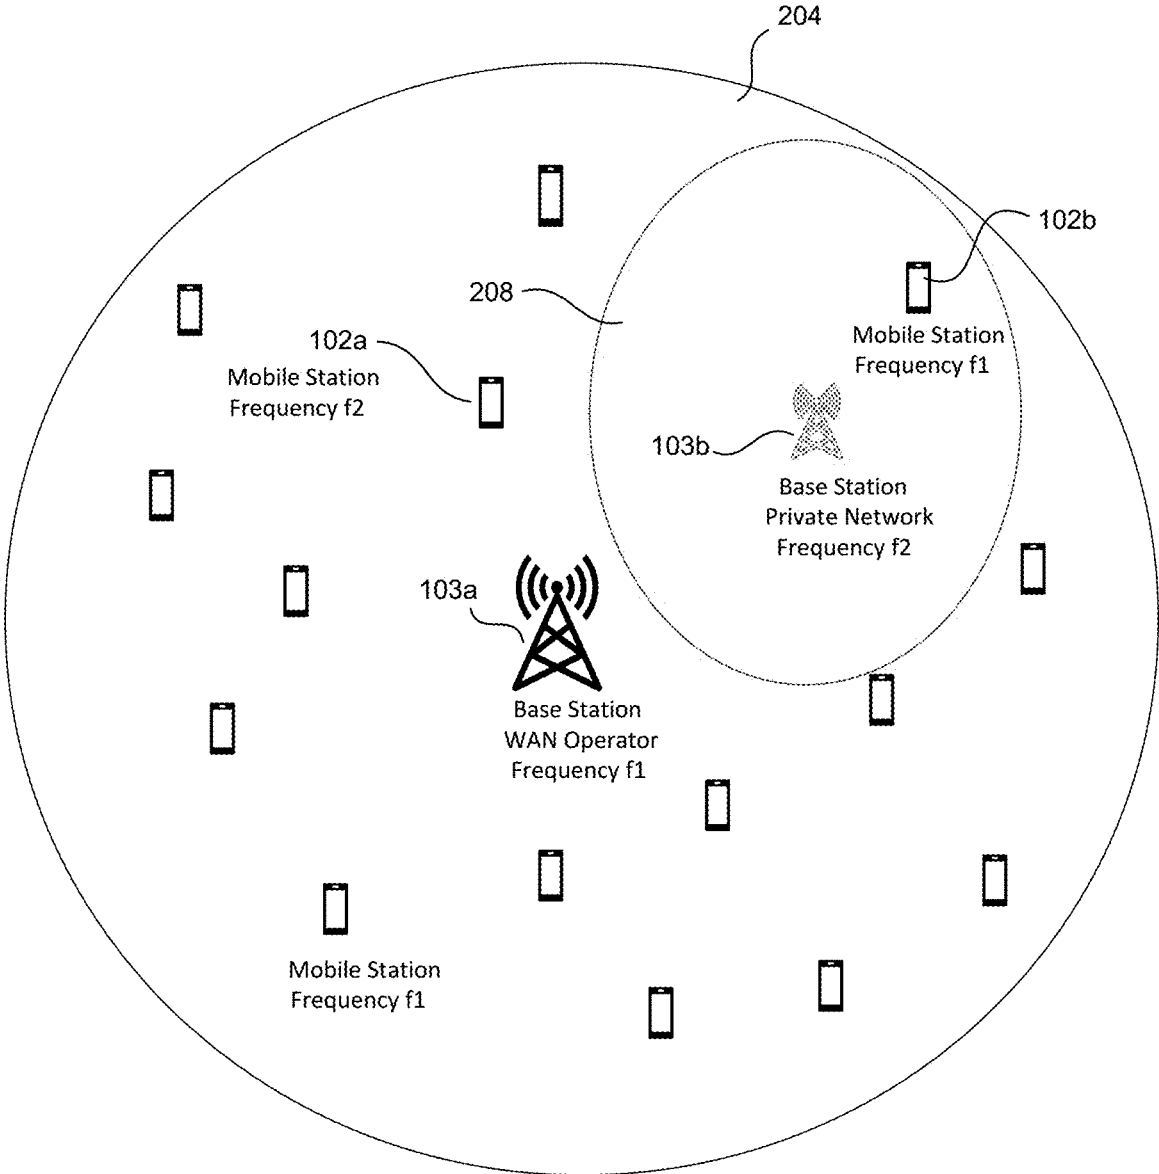 204
102b
208
Mobile Station
Frequency f1
102a
Mobile Station
Frequency f2
103b
Base Station
Private Network
Frequency f2
103a
Base Station
WAN Operator
Frequency f1
Mobile Station
Frequency f1